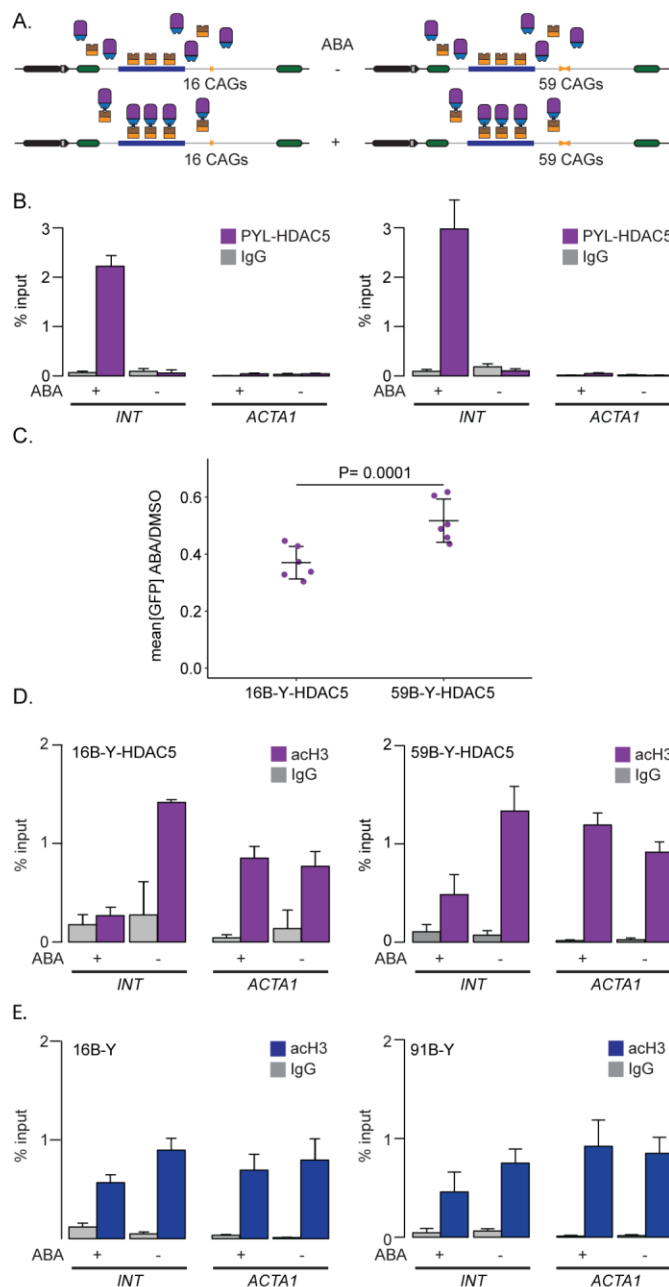 A.
ABA
16 CAGs - 59 CAGs
16 CAGs + 59 CAGs
B.
3
2
1
0
% input
PYL-HDAC5
IgG
ABA + - + -
INT ACTA1
3
2
1
0
% input
PYL-HDAC5
IgG
ABA + - + -
INT ACTA1
C.
P= 0.0001
0.6
0.4
0.2
0.0
mean[GFP] ABA/DMSO
16B-Y-HDAC5 59B-Y-HDAC5
D.
2
1
0
% input
16B-Y-HDAC5
acH3
IgG
ABA + - + -
INT ACTA1
2
1
0
% input
59B-Y-HDAC5
acH3
IgG
ABA + - + -
INT ACTA1
E.
2
1
% input
16B-Y
acH3
IgG
ABA + - + -
INT ACTA1
2
1
0
% input
91B-Y
acH3
IgG
ABA + - + -
INT ACTA1